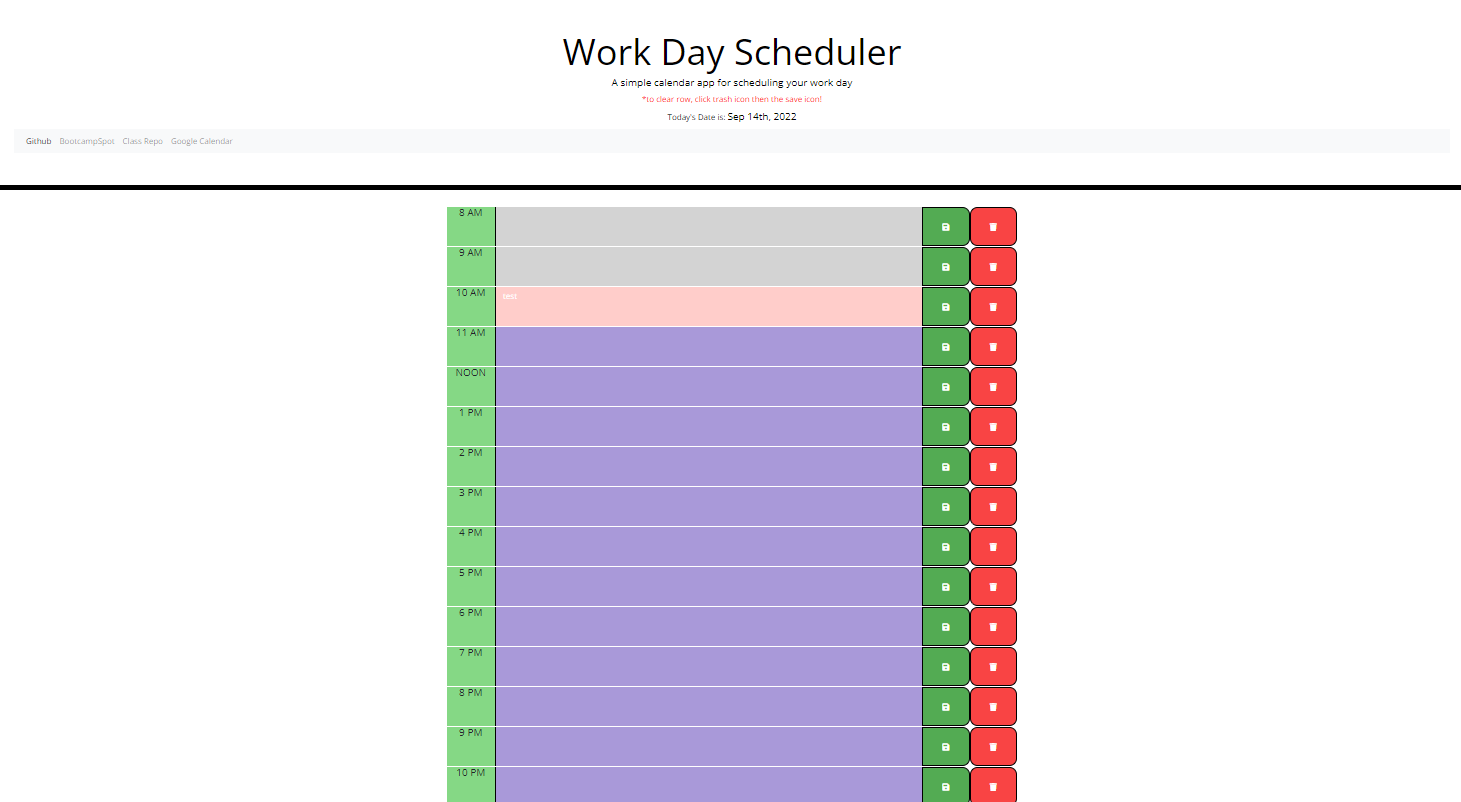 Work Day Scheduler
A simple calendar app for scheduling your work day
*to clear row, click trash icon then the save icon!
Today's Date is: Sep 14th, 2022
Github BootcampSpot Class Repo Google Calendar
8 AM
9 AM
10 AM test
11 AM
NOON
1 PM
2 PM
3 PM
4 PM
5 PM
6 PM
7 PM
8 PM
9 PM
10 PM